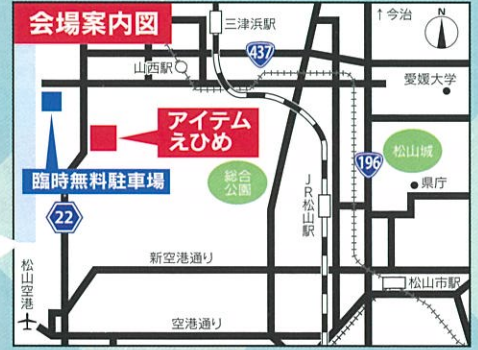 会場案内図
三津浜駅
↑今治
N
437
山西駅
愛媛大学
アイテム
えひめ
臨時無料駐車場
総合
公園
松山城
196
県庁
22
JR松山駅
新空港通り
松山空港
松山市駅
空港通り